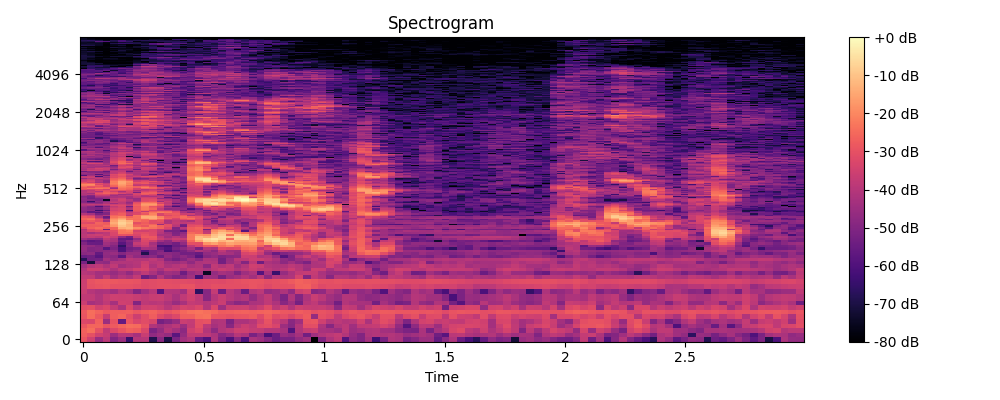 Spectrogram
4096
2048
1024
512
256
128
64
0
Hz
0
0.5
1
1.5
2
2.5
Time
+0 dB
-10 dB
-20 dB
-30 dB
-40 dB
-50 dB
-60 dB
-70 dB
-80 dB